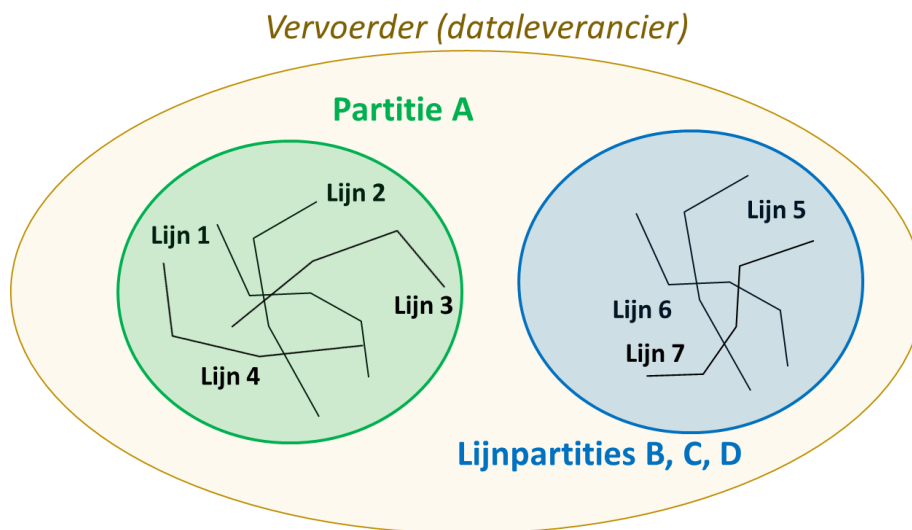 Vervoerder (dataleverancier)
Partitie A
Lijn 2
Lijn 1
Lijn 3
Lijn 4
Lijn 5
Lijn 6
Lijn 7
Lijnpartities B, C, D